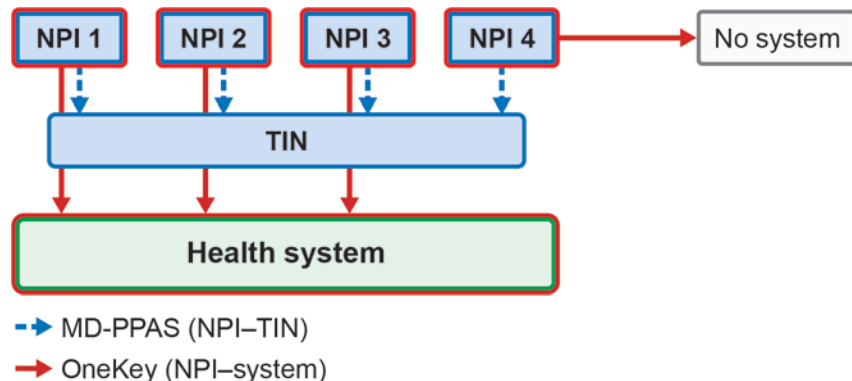 NPI 1 NPI 2 NPI 3 NPI 4 No system
TIN
Health system
MD-PPAS (NPI–TIN)
OneKey (NPI–system)